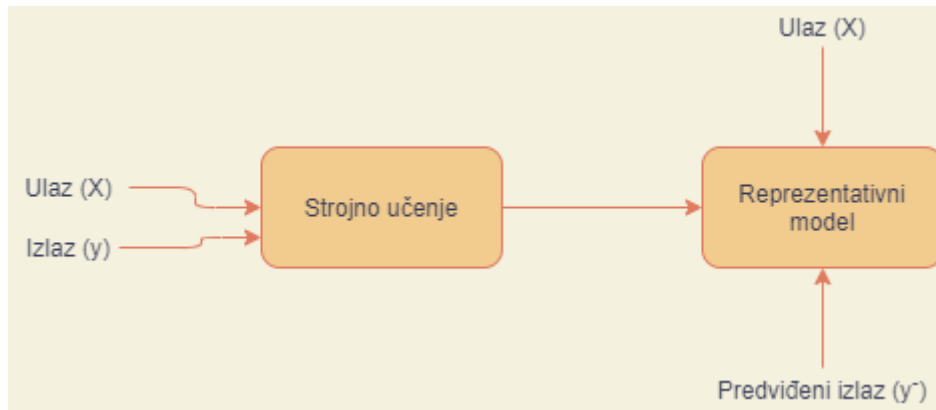 Ulaz (X)
Ulaz (X)
Izlaz (y)
Strojno učenje
Reprezentativni
model
Predviđeni izlaz (y˜)